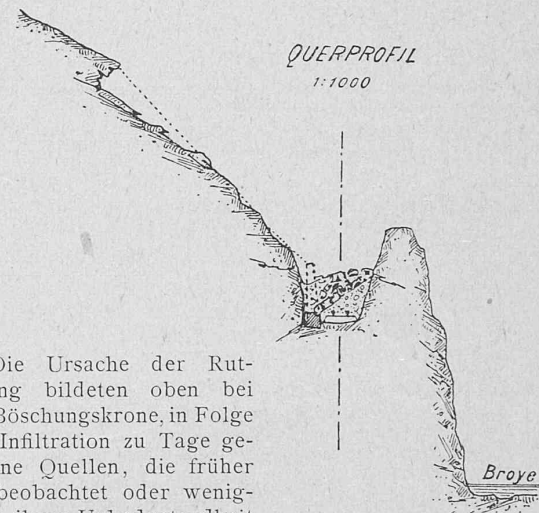 QUERPROFIL
1:1000
Die Ursache der Rut-
ng bildeten oben bei
Böschungskrone, in Folge
Infiltration zu Tage ge-
ne Quellen, die früher
beobachtet oder wenig-
Broye